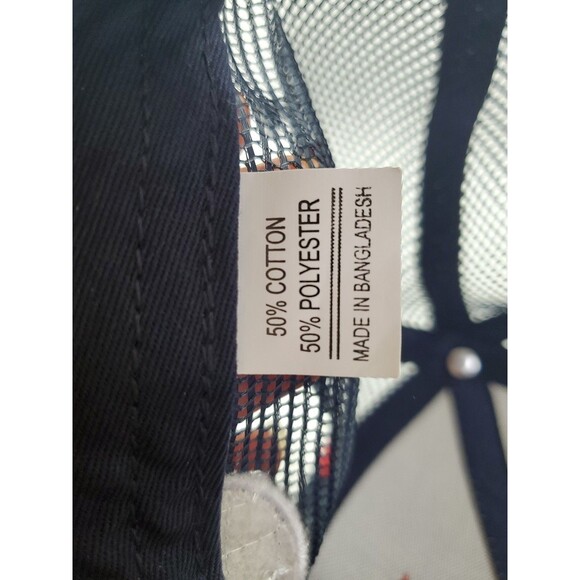 50% COTTON
50% POLYESTER
MADE IN BANGLADESH